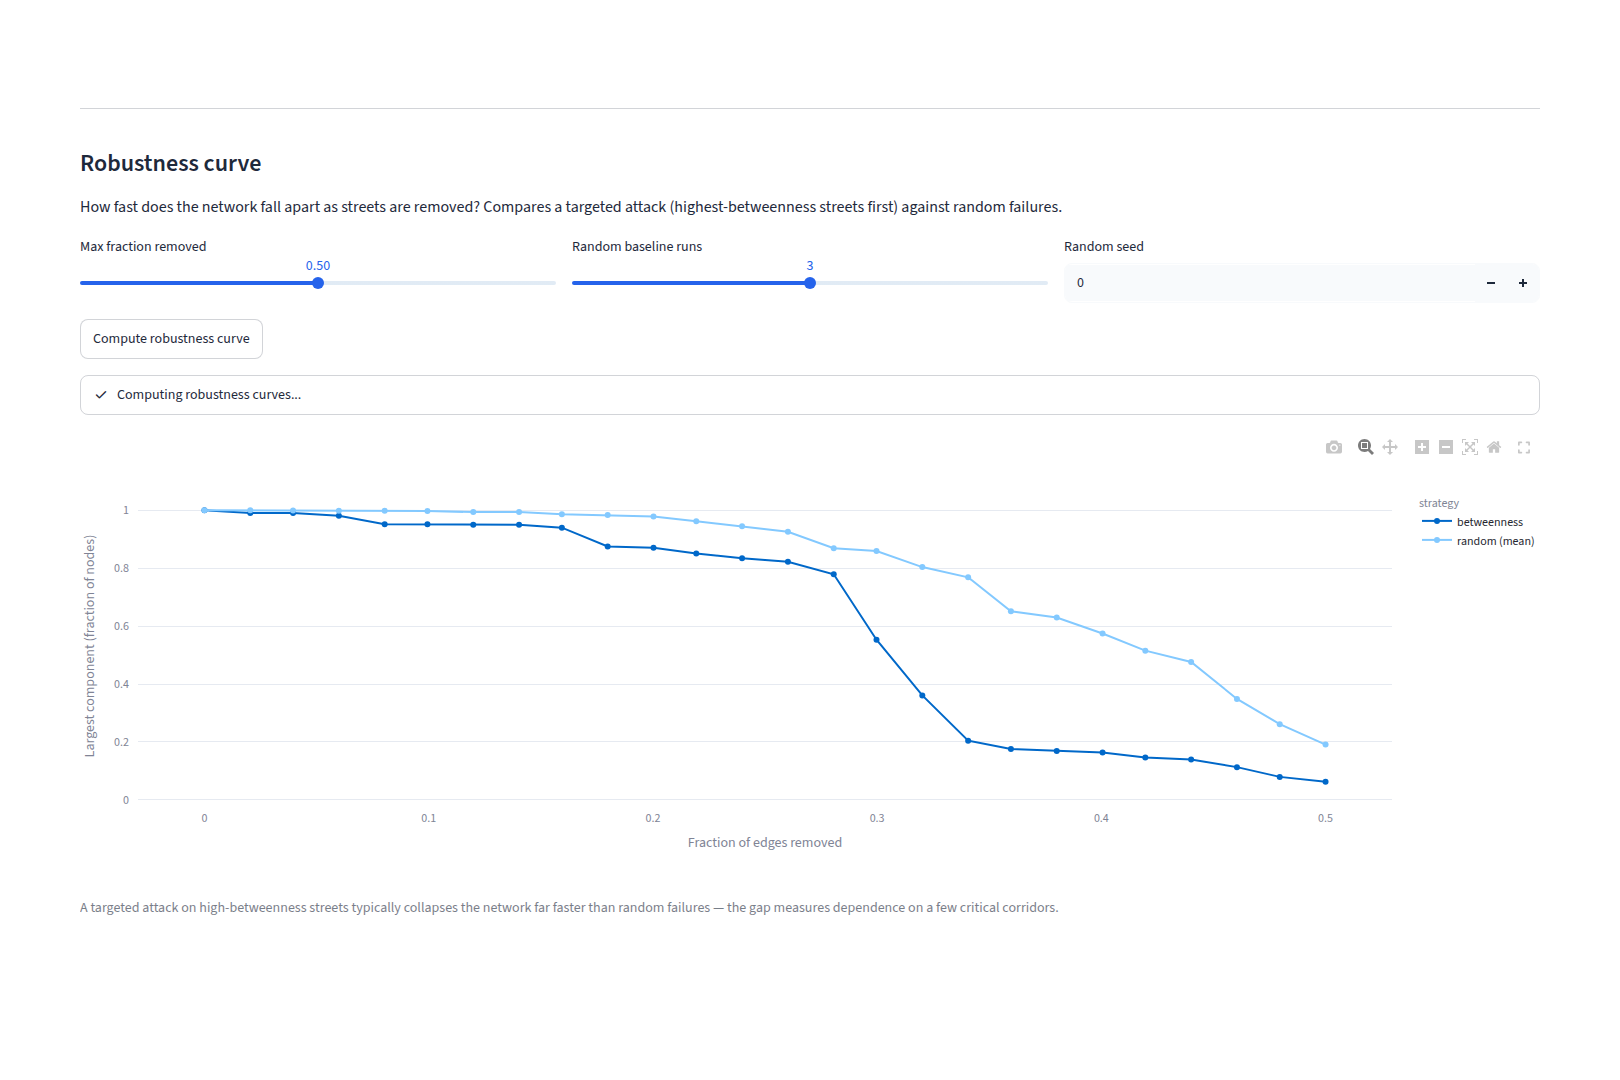 Robustness curve
How fast does the network fall apart as streets are removed? Compares a targeted attack (highest-betweenness streets first) against random failures.
Max fraction removed
0.50
Random baseline runs
3
Random seed
0
Compute robustness curve
Computing robustness curves...
strategy
betweenness
random (mean)
Largest component (fraction of nodes)
1
0.8
0.6
0.4
0.2
0
0 0.1 0.2 0.3 0.4 0.5
Fraction of edges removed
A targeted attack on high-betweenness streets typically collapses the network far faster than random failures — the gap measures dependence on a few critical corridors.